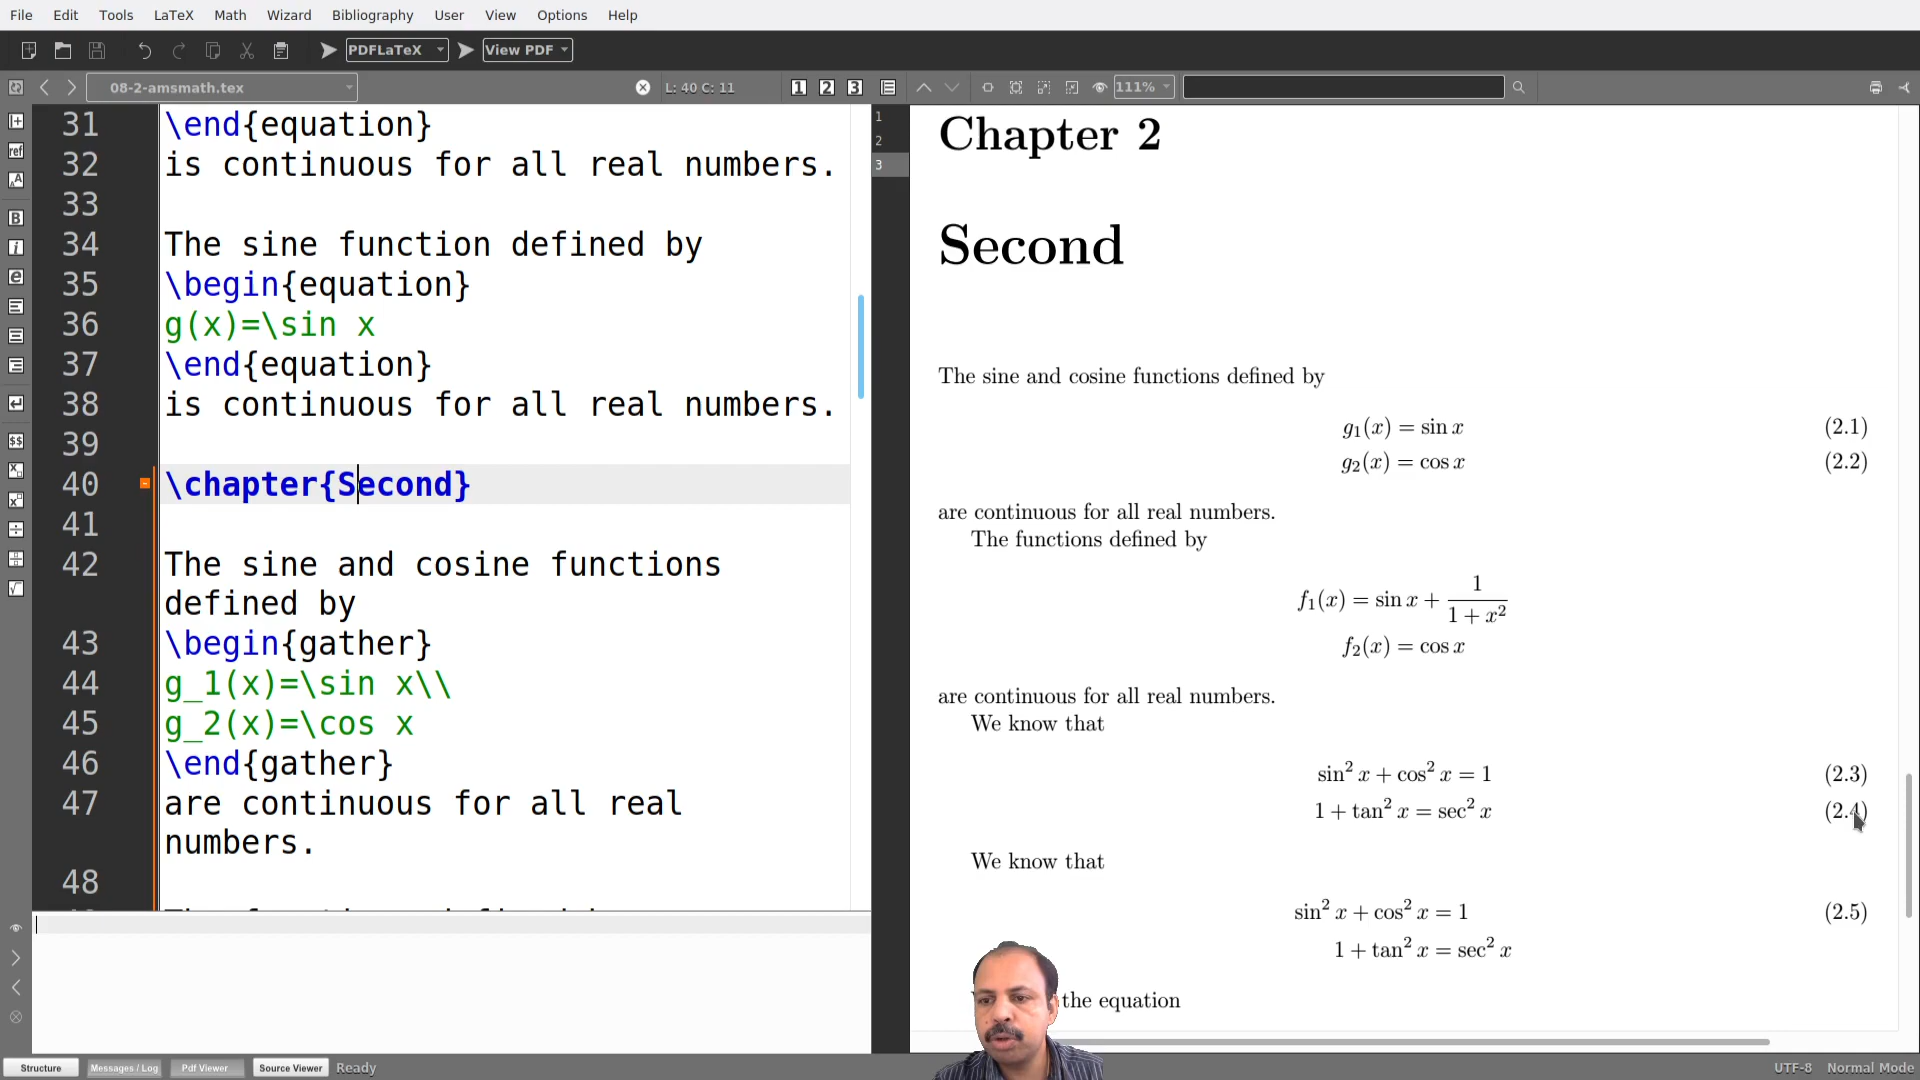 File Edit Tools LaTeX Math Wizard Bibliography User View Options Help
PDFLaTeX View PDF
08-2-amsmath.tex L: 40 C: 11 1 2 3 111%
31 \end{equation}
32 is continuous for all real numbers.
33
34 The sine function defined by
35 \begin{equation}
36 g(x)=\sin x
37 \end{equation}
38 is continuous for all real numbers.
39
40 \chapter{Second}
41
42 The sine and cosine functions
defined by
43 \begin{gather}
44 g_1(x)=\sin x\\
45 g_2(x)=\cos x
46 \end{gather}
47 are continuous for all real
numbers.
48
1
2
3
Chapter 2
Second
The sine and cosine functions defined by
g₁(x) = sin x (2.1)
g₂(x) = cos x (2.2)
are continuous for all real numbers.
The functions defined by
f₁(x) = sin x + 1/(1 + x²)
f₂(x) = cos x
are continuous for all real numbers.
We know that
sin² x + cos² x = 1 (2.3)
1 + tan² x = sec² x (2.4)
We know that
sin² x + cos² x = 1 (2.5)
1 + tan² x = sec² x
the equation
Structure Messages / Log Pdf Viewer Source Viewer Ready UTF-8 Normal Mode